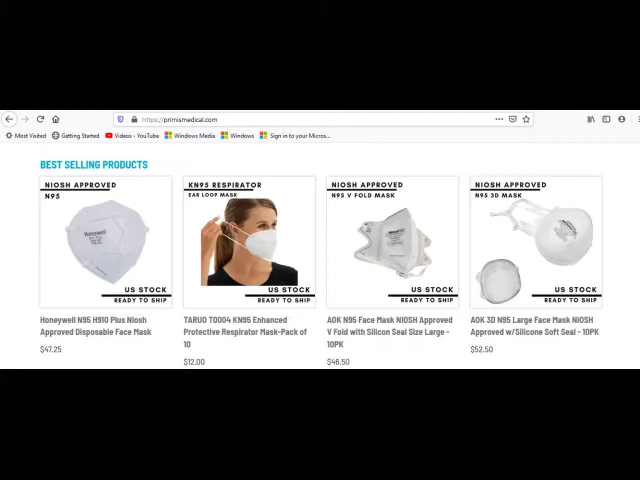 https://primismedical.com
Most Visited
Getting Started
Videos - YouTube
Windows Media
Windows
Sign in to your Micros...
BEST SELLING PRODUCTS
NIOSH APPROVED
N95
Honeywell
US STOCK
READY TO SHIP
KN95 RESPIRATOR
EAR LOOP MASK
US STOCK
READY TO SHIP
NIOSH APPROVED
N95 V FOLD MASK
US STOCK
READY TO SHIP
NIOSH APPROVED
N95 3D MASK
US STOCK
READY TO SHIP
Honeywell N95 H910 Plus Niosh
Approved Disposable Face Mask
$47.25
TARUO T0004 KN95 Enhanced
Protective Respirator Mask-Pack of
10
$12.00
AOK N95 Face Mask NIOSH Approved
V Fold with Silicon Seal Size Large -
10PK
$46.50
AOK 3D N95 Large Face Mask NIOSH
Approved w/Silicone Soft Seal - 10PK
$52.50